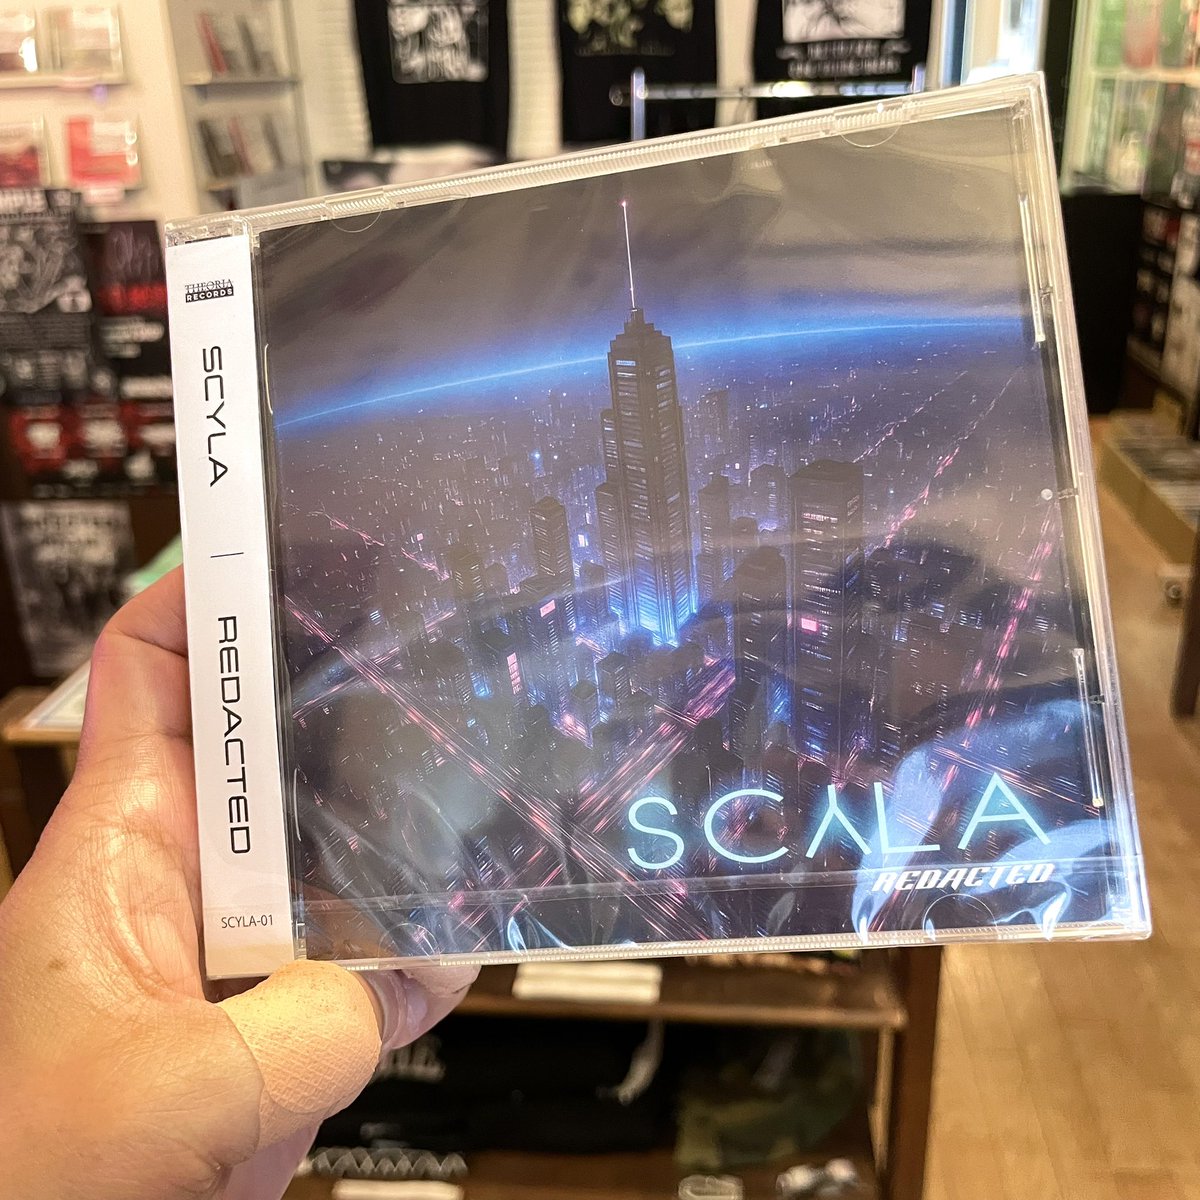 THEORIA
RECORDS
SCYLA | REDACTED
SCYLA-01
SCYLA
REDACTED